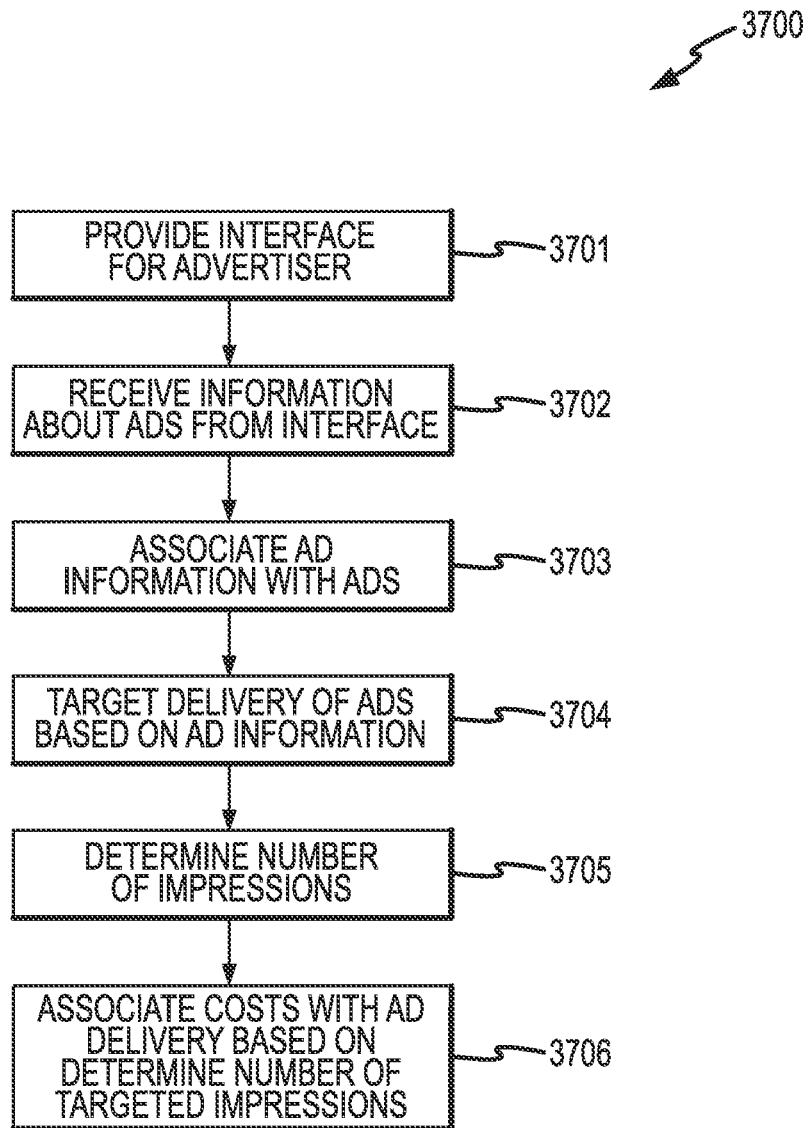 3700
PROVIDE INTERFACE
FOR ADVERTISER
3701
RECEIVE INFORMATION
ABOUT ADS FROM INTERFACE
3702
ASSOCIATE AD
INFORMATION WITH ADS
3703
TARGET DELIVERY OF ADS
BASED ON AD INFORMATION
3704
DETERMINE NUMBER
OF IMPRESSIONS
3705
ASSOCIATE COSTS WITH AD
DELIVERY BASED ON
DETERMINE NUMBER OF
TARGETED IMPRESSIONS
3706